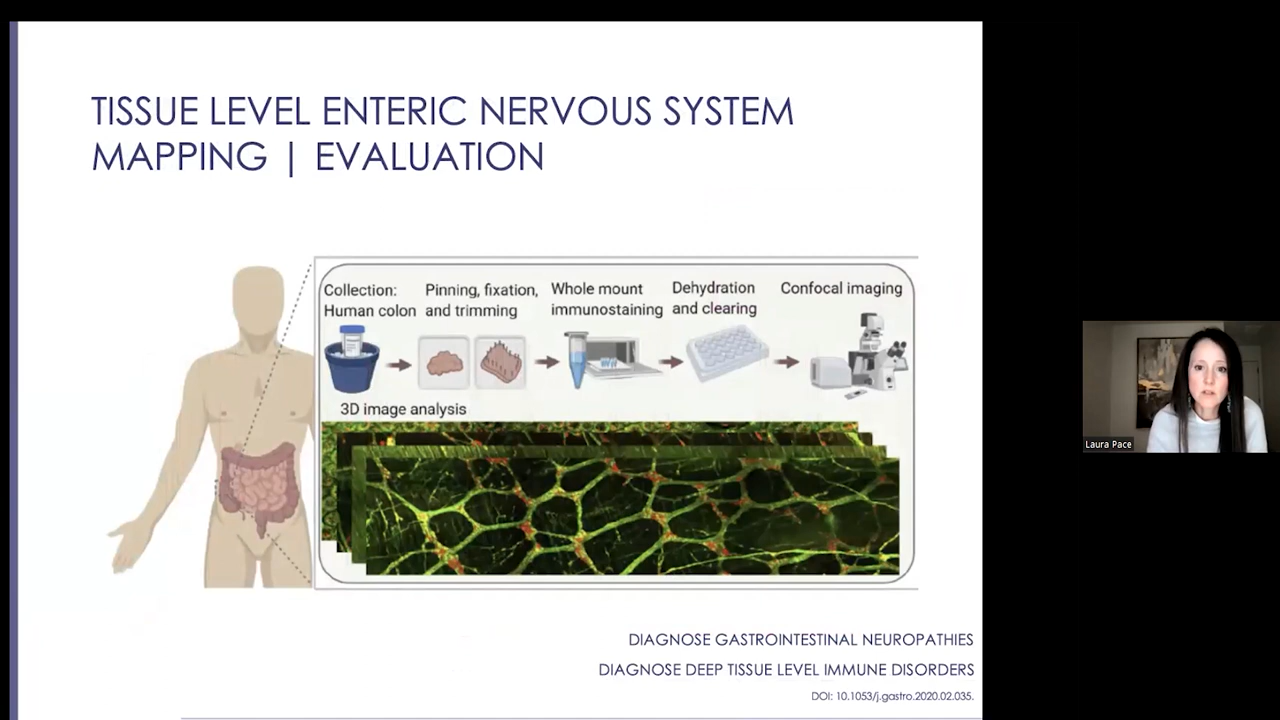 TISSUE LEVEL ENTERIC NERVOUS SYSTEM
MAPPING | EVALUATION
Collection:
Human colon
Pinning, fixation,
and trimming
Whole mount
immunostaining
Dehydration
and clearing
Confocal imaging
3D image analysis
DIAGNOSE GASTROINTESTINAL NEUROPATHIES
DIAGNOSE DEEP TISSUE LEVEL IMMUNE DISORDERS
DOI: 10.1053/j.gastro.2020.02.035.
Laura Pace